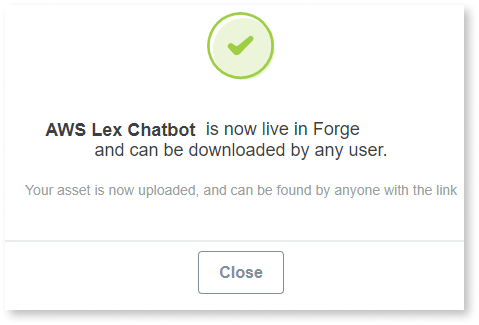 AWS Lex Chatbot is now live in Forge
and can be downloaded by any user.
Your asset is now uploaded, and can be found by anyone with the link
Close